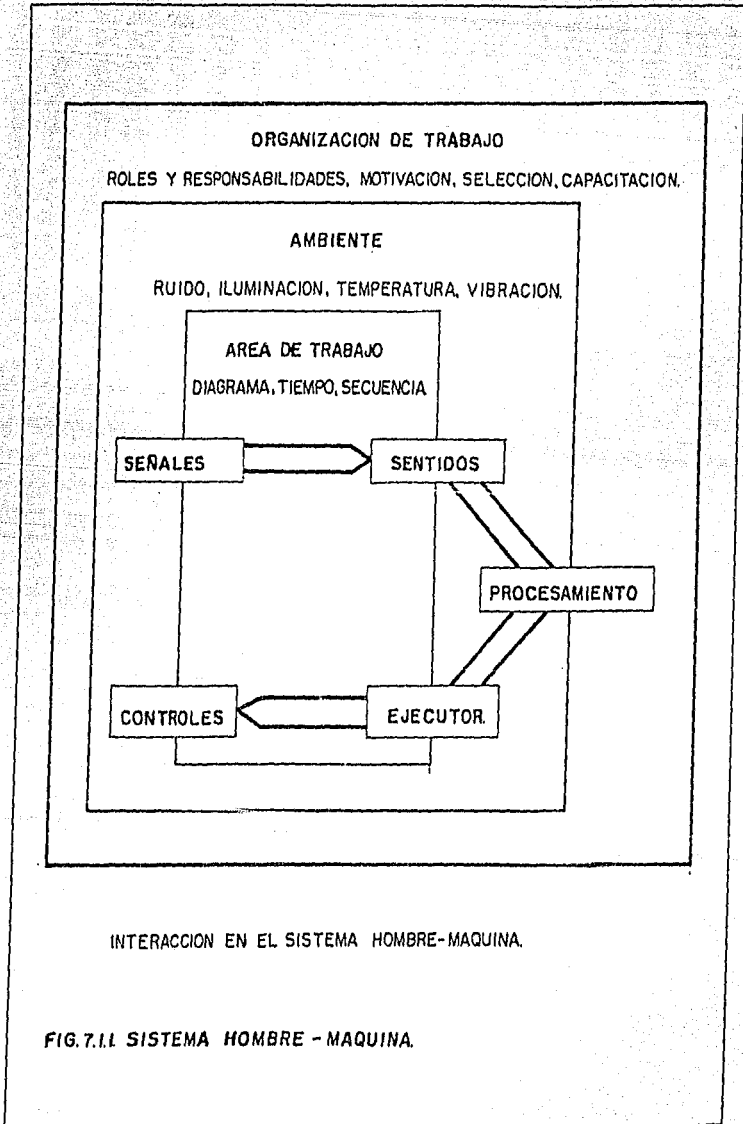 ORGANIZACION DE TRABAJO
ROLES Y RESPONSABILIDADES, MOTIVACION, SELECCION, CAPACITACION.
AMBIENTE
RUIDO, ILUMINACION, TEMPERATURA, VIBRACION.
AREA DE TRABAJO
DIAGRAMA, TIEMPO, SECUENCIA
SEÑALES
SENTIDOS
PROCESAMIENTO
CONTROLES
EJECUTOR.
INTERACCION EN EL SISTEMA HOMBRE-MAQUINA.
FIG. 7.1.1. SISTEMA HOMBRE - MAQUINA.